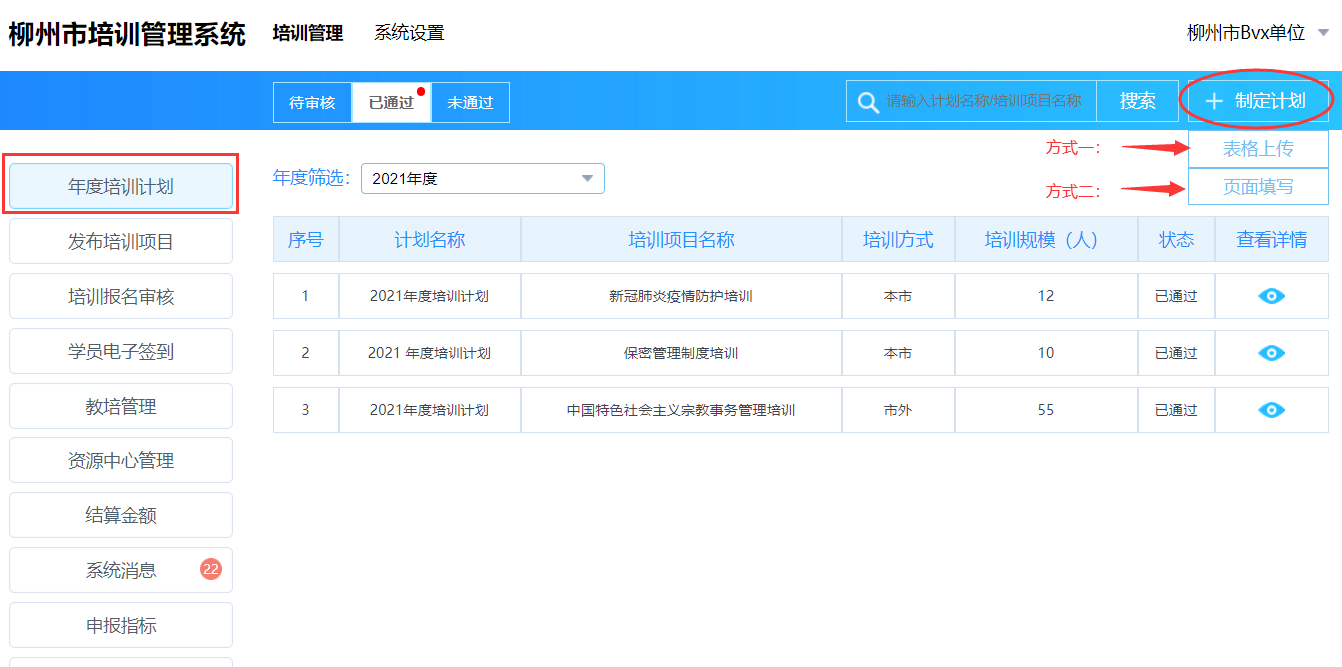 柳州市培训管理系统 培训管理 系统设置 柳州市Bvx单位
待审核 已通过 未通过 请输入计划名称/培训项目名称 搜索 制定计划
方式一： 表格上传
年度培训计划 年度筛选： 2021年度 方式二： 页面填写
序号 计划名称 培训项目名称 培训方式 培训规模（人） 状态 查看详情
发布培训项目
1 2021年度培训计划 新冠肺炎疫情防护培训 本市 12 已通过
培训报名审核
2 2021 年度培训计划 保密管理制度培训 本市 10 已通过
学员电子签到
3 2021年度培训计划 中国特色社会主义宗教事务管理培训 市外 55 已通过
教培管理
资源中心管理
结算金额
系统消息 22
申报指标